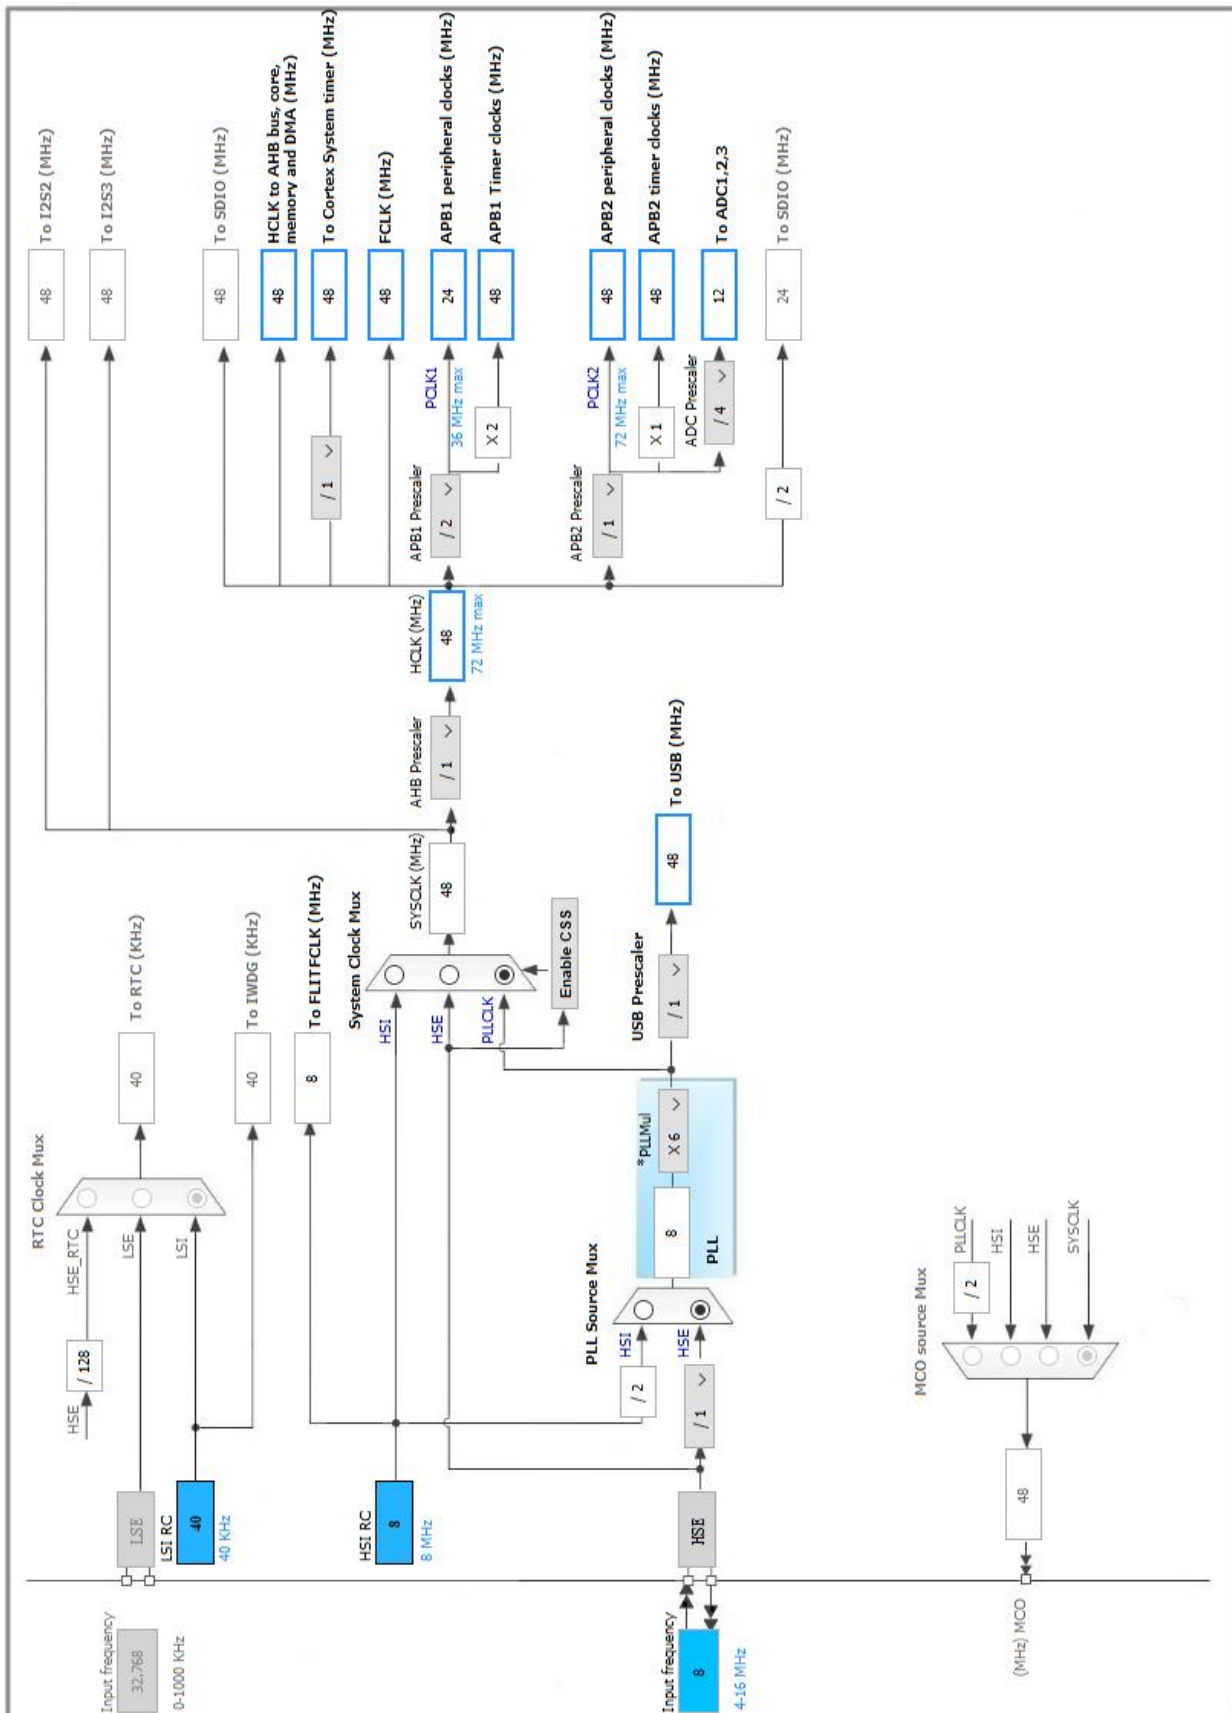 Input frequency
32.768
0-1000 KHz
LSE
LSI RC
40
40 KHz
HSE
/ 128
HSE_RTC
LSE
LSI
RTC Clock Mux
40
To RTC (KHz)
40
To IWDG (KHz)
HSI RC
8
8 MHz
8
To FLITFCLK (MHz)
System Clock Mux
HSI
HSE
PLLCLK
Enable CSS
SYSCLK (MHz)
48
AHB Prescaler
/ 1
HCLK (MHz)
48
72 MHz max
48
To I2S2 (MHz)
48
To I2S3 (MHz)
48
To SDIO (MHz)
48
HCLK to AHB bus, core,
memory and DMA (MHz)
/ 1
48
To Cortex System timer (MHz)
48
FCLK (MHz)
APB1 Prescaler
/ 2
PCLK1
36 MHz max
24
APB1 peripheral clocks (MHz)
X 2
48
APB1 Timer clocks (MHz)
APB2 Prescaler
/ 1
PCLK2
72 MHz max
48
APB2 peripheral clocks (MHz)
X 1
48
APB2 timer clocks (MHz)
ADC Prescaler
/ 4
12
To ADC1,2,3
/ 2
24
To SDIO (MHz)
Input frequency
8
4-16 MHz
HSE
/ 1
/ 2
HSI
HSE
PLL Source Mux
8
*PLLMul
X 6
PLL
USB Prescaler
/ 1
48
To USB (MHz)
(MHz) MCO
48
MCO source Mux
/ 2
PLLCLK
HSI
HSE
SYSCLK